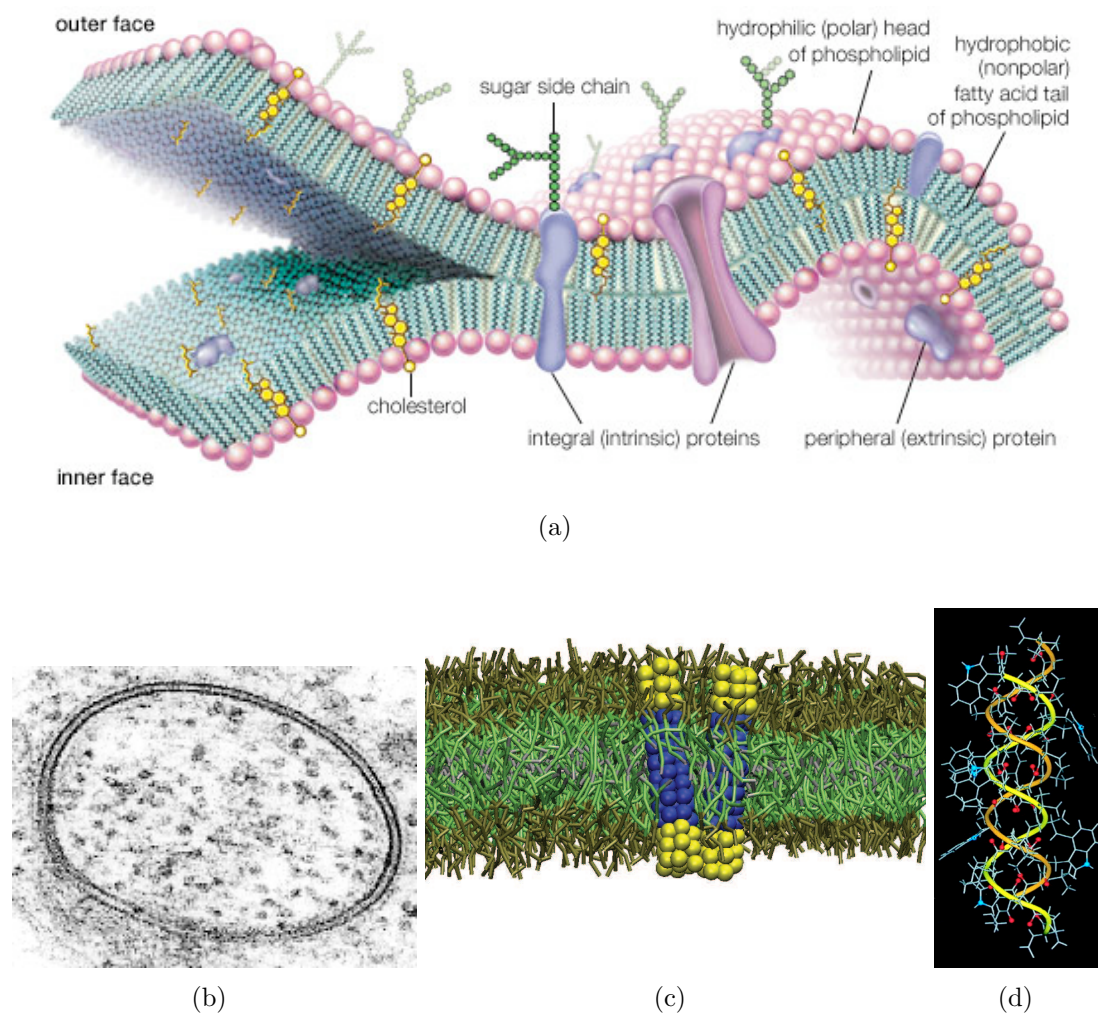 outer face
hydrophilic (polar) head
of phospholipid
hydrophobic
(nonpolar)
fatty acid tail
of phospholipid
sugar side chain
cholesterol
integral (intrinsic) proteins
peripheral (extrinsic) protein
inner face
(a)
(b)
(c)
(d)